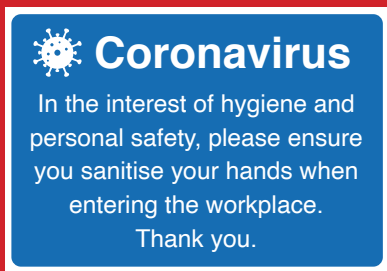 Coronavirus
In the interest of hygiene and
personal safety, please ensure
you sanitise your hands when
entering the workplace.
Thank you.